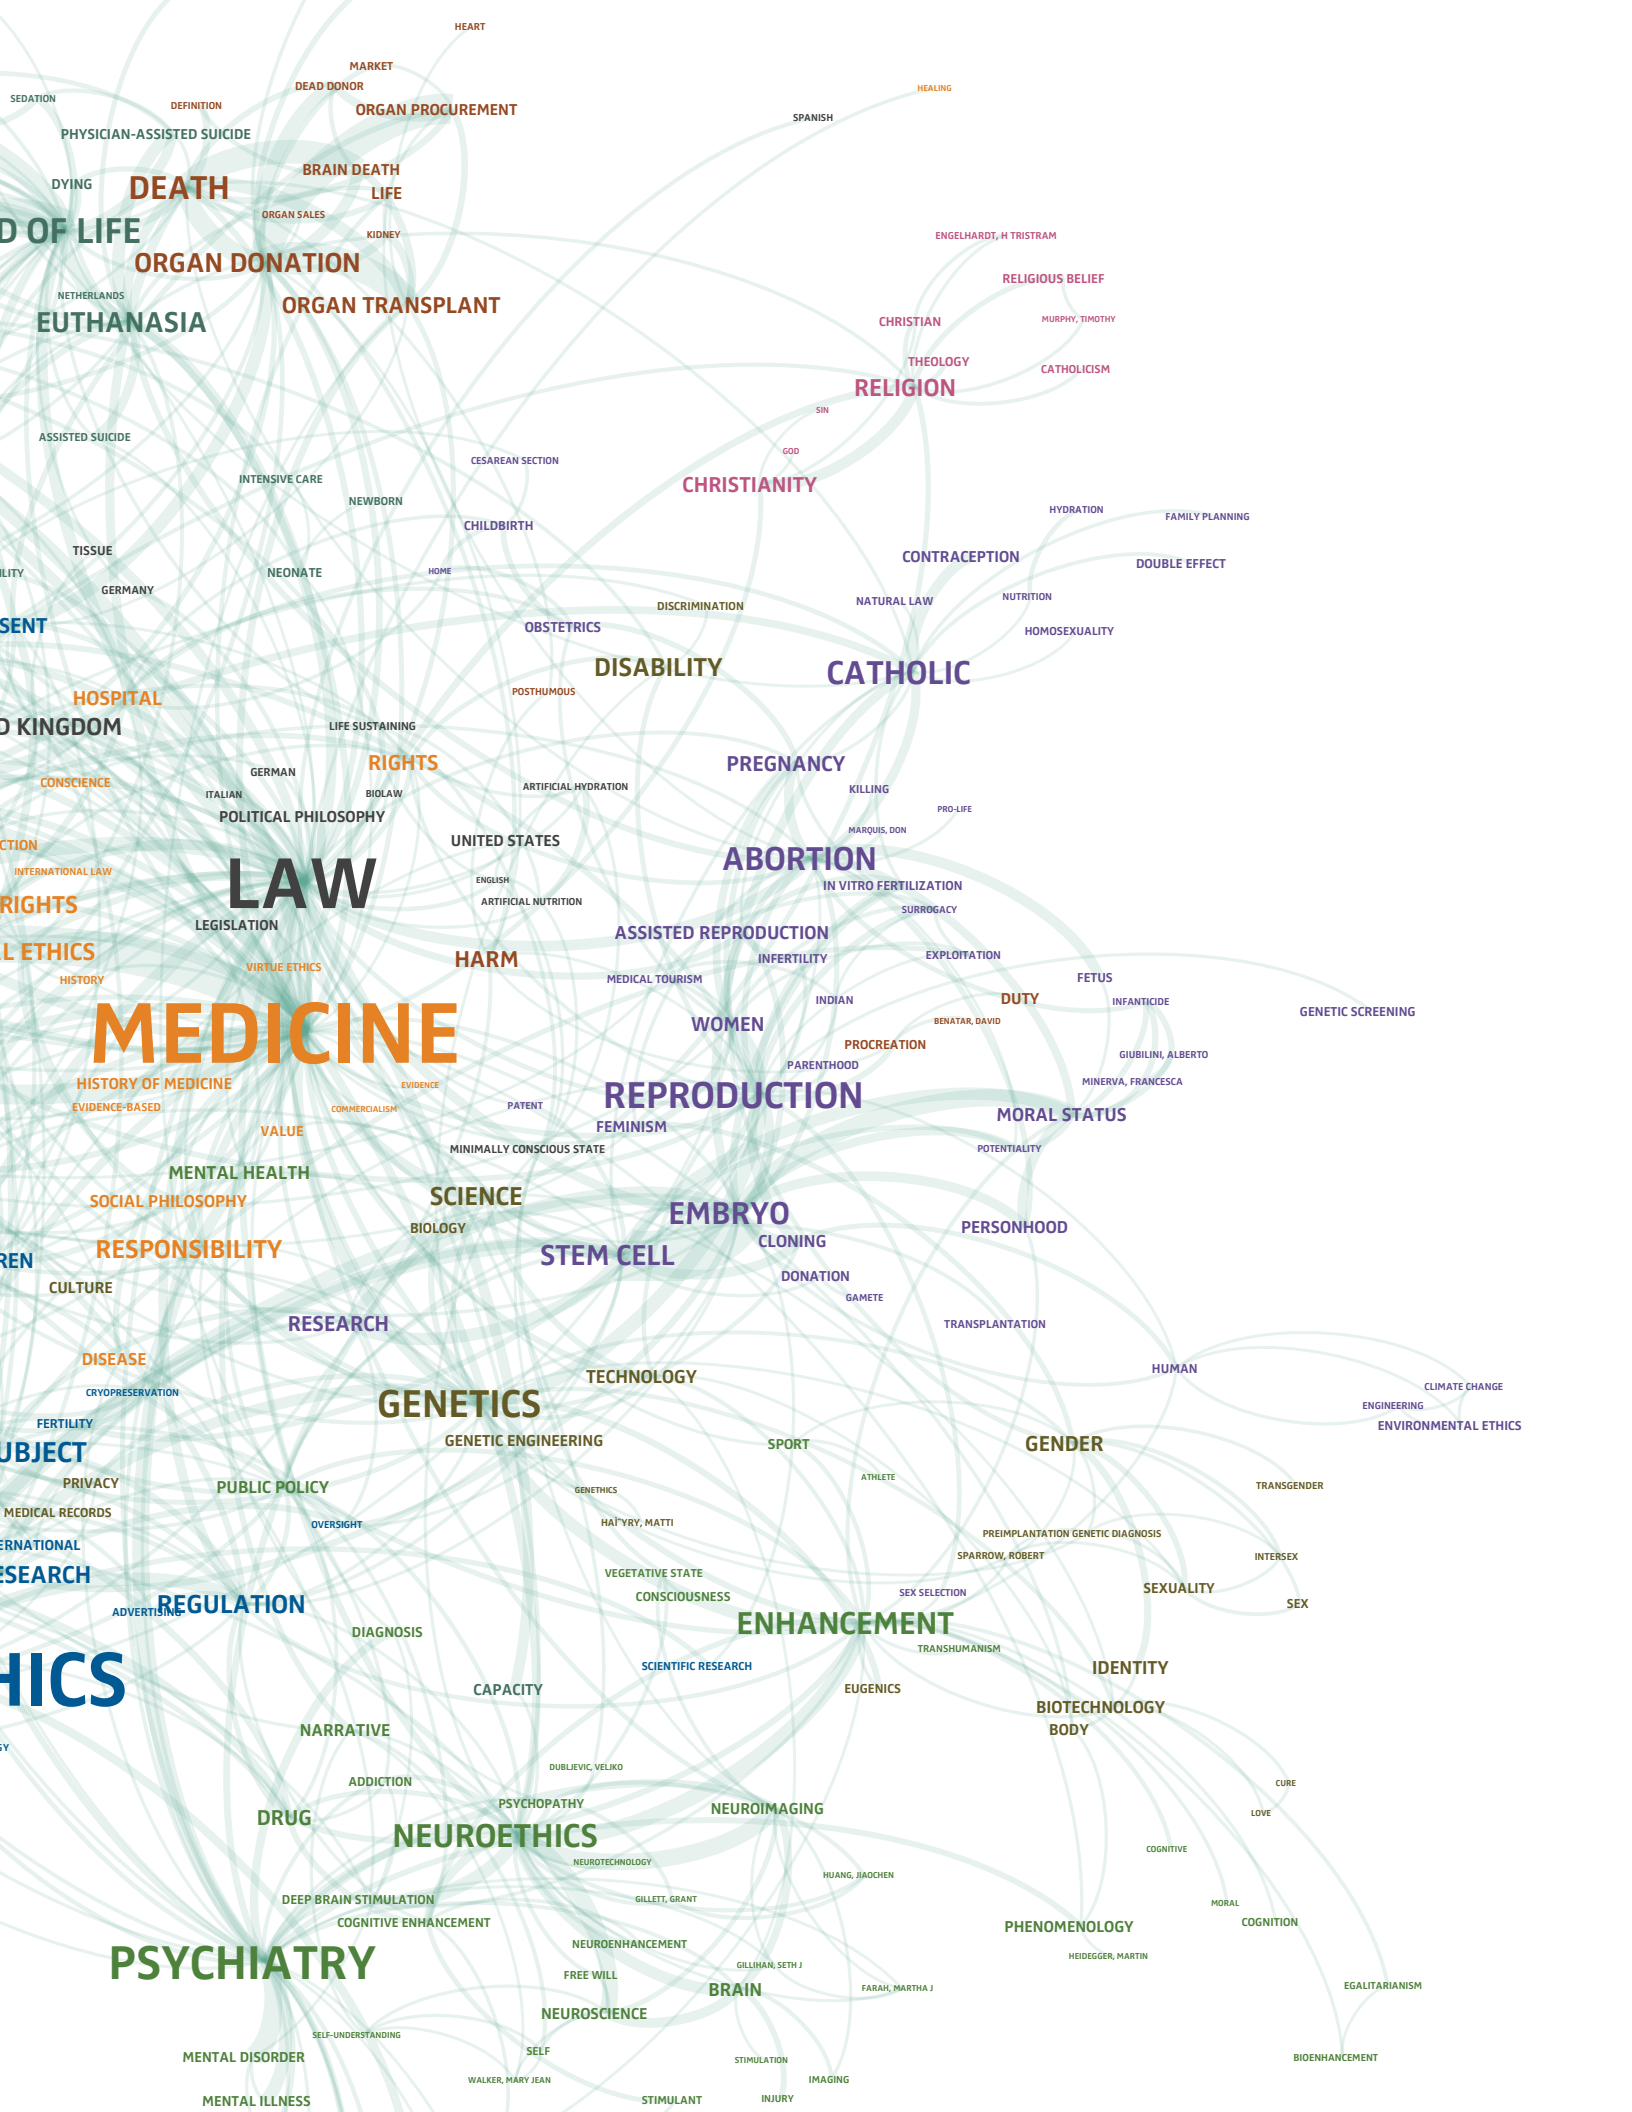 HEART
MARKET
DEAD DONOR
HEALING
SEDATION
DEFINITION
ORGAN PROCUREMENT
SPANISH
PHYSICIAN-ASSISTED SUICIDE
BRAIN DEATH
DYING
DEATH
LIFE
ORGAN SALES
D OF LIFE
KIDNEY
ENGELHARDT, H TRISTRAM
ORGAN DONATION
RELIGIOUS BELIEF
NETHERLANDS
ORGAN TRANSPLANT
EUTHANASIA
CHRISTIAN
MURPHY, TIMOTHY
THEOLOGY
CATHOLICISM
RELIGION
SIN
ASSISTED SUICIDE
GOD
CESAREAN SECTION
INTENSIVE CARE
CHRISTIANITY
NEWBORN
HYDRATION
FAMILY PLANNING
CHILDBIRTH
TISSUE
CONTRACEPTION
DOUBLE EFFECT
ILITY
NEONATE
HOME
GERMANY
NUTRITION
NATURAL LAW
DISCRIMINATION
SENT
OBSTETRICS
HOMOSEXUALITY
DISABILITY
CATHOLIC
POSTHUMOUS
HOSPITAL
D KINGDOM
LIFE SUSTAINING
RIGHTS
PREGNANCY
GERMAN
CONSCIENCE
ARTIFICIAL HYDRATION
KILLING
ITALIAN
BIOLAW
PRO-LIFE
POLITICAL PHILOSOPHY
MARQUIS, DON
UNITED STATES
CTION
ABORTION
INTERNATIONAL LAW
LAW
ENGLISH
IN VITRO FERTILIZATION
ARTIFICIAL NUTRITION
RIGHTS
SURROGACY
LEGISLATION
ASSISTED REPRODUCTION
L ETHICS
HARM
INFERTILITY
EXPLOITATION
VIRTUE ETHICS
HISTORY
MEDICAL TOURISM
FETUS
INDIAN
DUTY
INFANTICIDE
GENETIC SCREENING
WOMEN
BENATAR, DAVID
MEDICINE
PROCREATION
GIUBILINI, ALBERTO
PARENTHOOD
HISTORY OF MEDICINE
EVIDENCE
MINERVA, FRANCESCA
REPRODUCTION
EVIDENCE-BASED
COMMERCIALISM
PATENT
MORAL STATUS
VALUE
FEMINISM
MINIMALLY CONSCIOUS STATE
POTENTIALITY
MENTAL HEALTH
SCIENCE
SOCIAL PHILOSOPHY
EMBRYO
BIOLOGY
PERSONHOOD
CLONING
RESPONSIBILITY
STEM CELL
REN
DONATION
CULTURE
GAMETE
RESEARCH
TRANSPLANTATION
DISEASE
HUMAN
TECHNOLOGY
CLIMATE CHANGE
CRYOPRESERVATION
GENETICS
ENGINEERING
FERTILITY
ENVIRONMENTAL ETHICS
GENETIC ENGINEERING
SPORT
GENDER
UBJECT
ATHLETE
PRIVACY
PUBLIC POLICY
GENETHICS
TRANSGENDER
MEDICAL RECORDS
OVERSIGHT
HAÌˆYRY, MATTI
PREIMPLANTATION GENETIC DIAGNOSIS
ERNATIONAL
SPARROW, ROBERT
INTERSEX
ESEARCH
VEGETATIVE STATE
SEXUALITY
CONSCIOUSNESS
SEX SELECTION
REGULATION
SEX
ADVERTISING
ENHANCEMENT
DIAGNOSIS
TRANSHUMANISM
SCIENTIFIC RESEARCH
IDENTITY
HICS
CAPACITY
EUGENICS
BIOTECHNOLOGY
NARRATIVE
BODY
GY
DUBLJEVIC, VELJKO
ADDICTION
CURE
PSYCHOPATHY
NEUROIMAGING
LOVE
DRUG
NEUROETHICS
COGNITIVE
NEUROTECHNOLOGY
HUANG, JIAOCHEN
DEEP BRAIN STIMULATION
GILLETT, GRANT
MORAL
COGNITIVE ENHANCEMENT
PHENOMENOLOGY
COGNITION
NEUROENHANCEMENT
HEIDEGGER, MARTIN
PSYCHIATRY
GILLIHAN, SETH J
FREE WILL
BRAIN
FARAH, MARTHA J
EGALITARIANISM
NEUROSCIENCE
SELF-UNDERSTANDING
SELF
MENTAL DISORDER
STIMULATION
BIOENHANCEMENT
WALKER, MARY JEAN
IMAGING
MENTAL ILLNESS
STIMULANT
INJURY